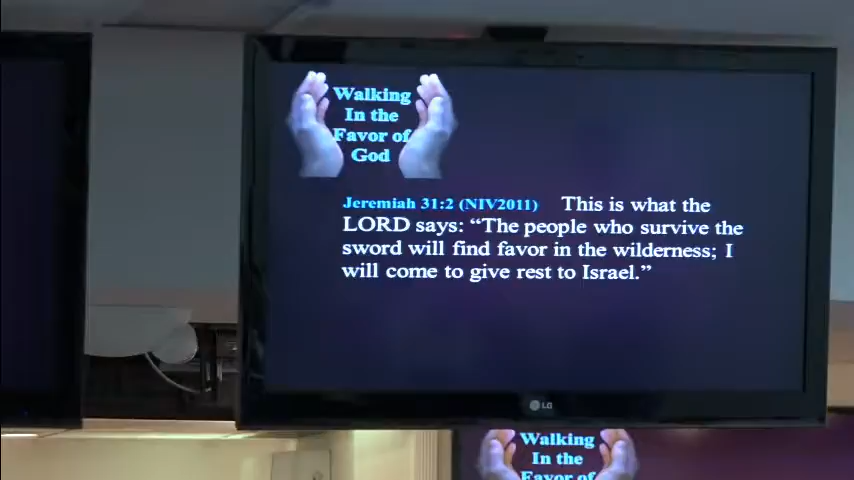 Walking
In the
Favor of
God
Jeremiah 31:2 (NIV2011) This is what the
LORD says: “The people who survive the
sword will find favor in the wilderness; I
will come to give rest to Israel.”
LG
Walking
In the
Favor of